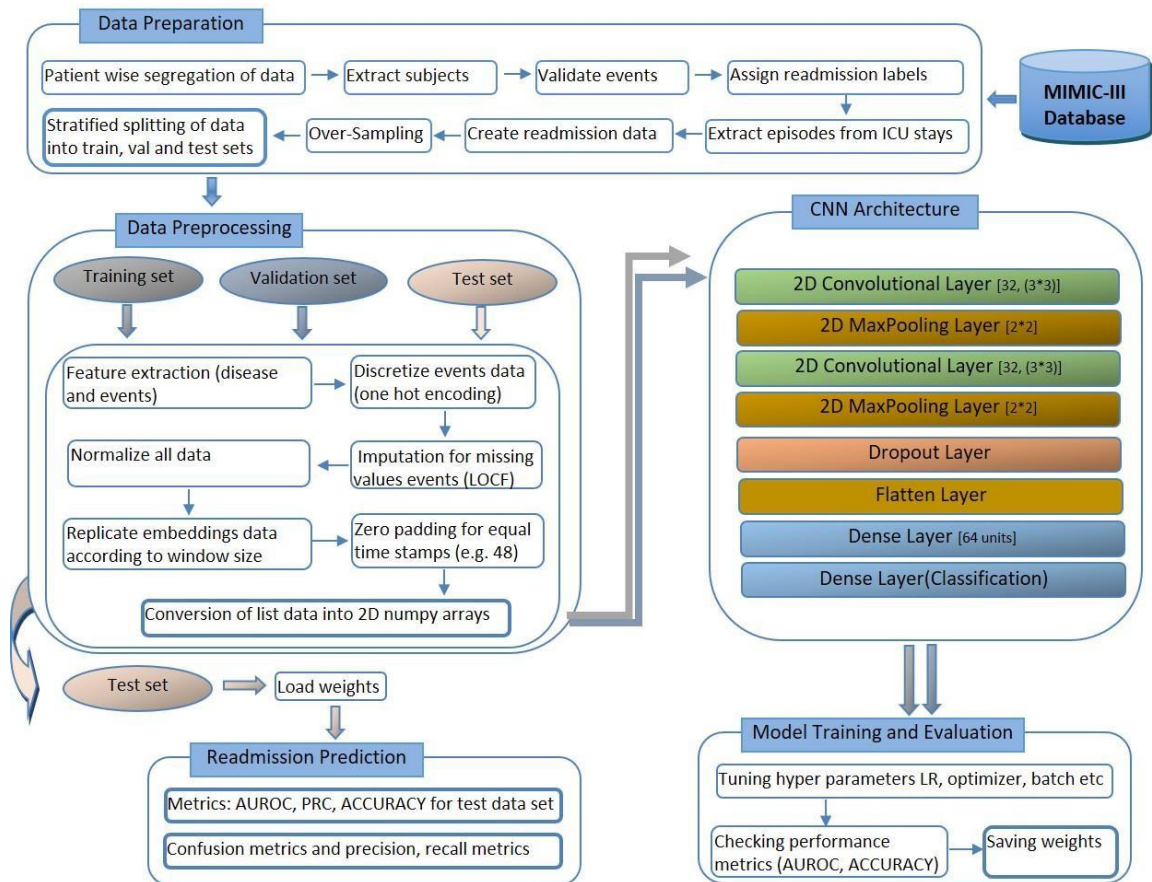 Data Preparation
Patient wise segregation of data
Extract subjects
Validate events
Assign readmission labels
MIMIC-III
Database
Stratified splitting of data
into train, val and test sets
Over-Sampling
Create readmission data
Extract episodes from ICU stays
Data Preprocessing
Training set
Validation set
Test set
Feature extraction (disease
and events)
Discretize events data
(one hot encoding)
Normalize all data
Imputation for missing
values events (LOCF)
Replicate embeddings data
according to window size
Zero padding for equal
time stamps (e.g. 48)
Conversion of list data into 2D numpy arrays
CNN Architecture
2D Convolutional Layer [32, (3*3)]
2D MaxPooling Layer [2*2]
2D Convolutional Layer [32, (3*3)]
2D MaxPooling Layer [2*2]
Dropout Layer
Flatten Layer
Dense Layer [64 units]
Dense Layer(Classification)
Test set
Load weights
Readmission Prediction
Metrics: AUROC, PRC, ACCURACY for test data set
Confusion metrics and precision, recall metrics
Model Training and Evaluation
Tuning hyper parameters LR, optimizer, batch etc
Checking performance
metrics (AUROC, ACCURACY)
Saving weights